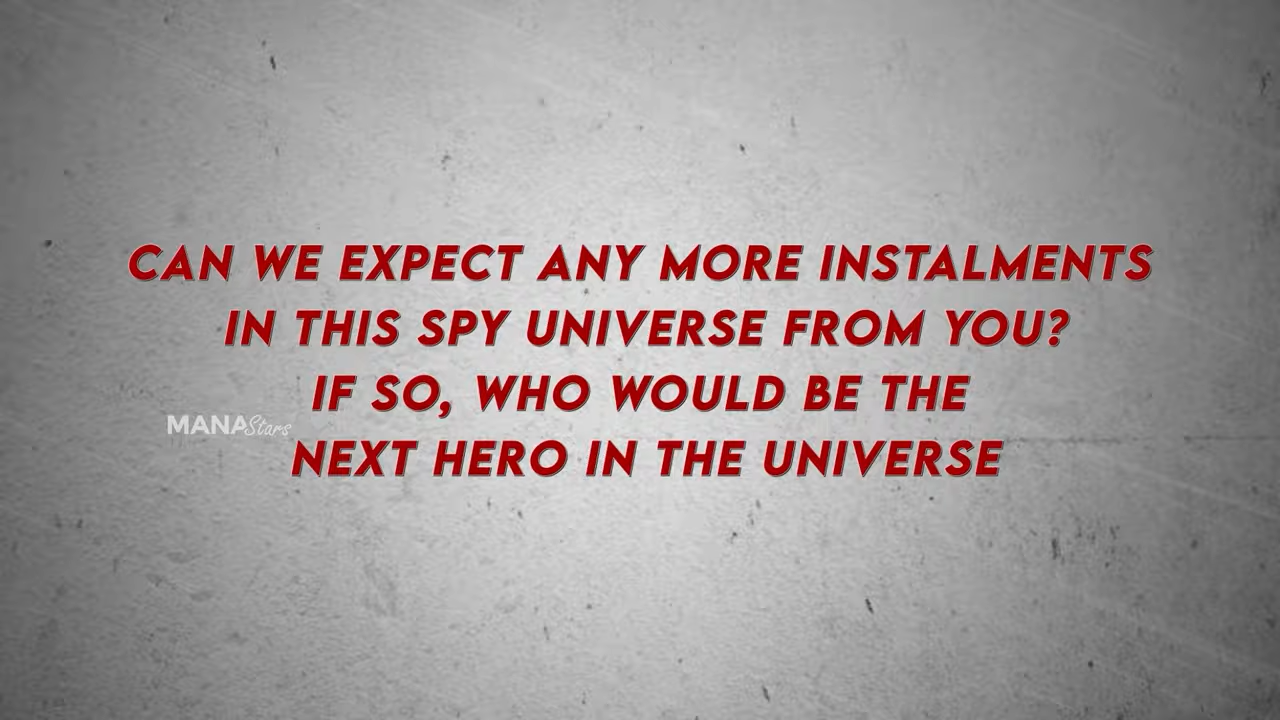 CAN WE EXPECT ANY MORE INSTALMENTS
IN THIS SPY UNIVERSE FROM YOU?
IF SO, WHO WOULD BE THE
MANAStars
NEXT HERO IN THE UNIVERSE